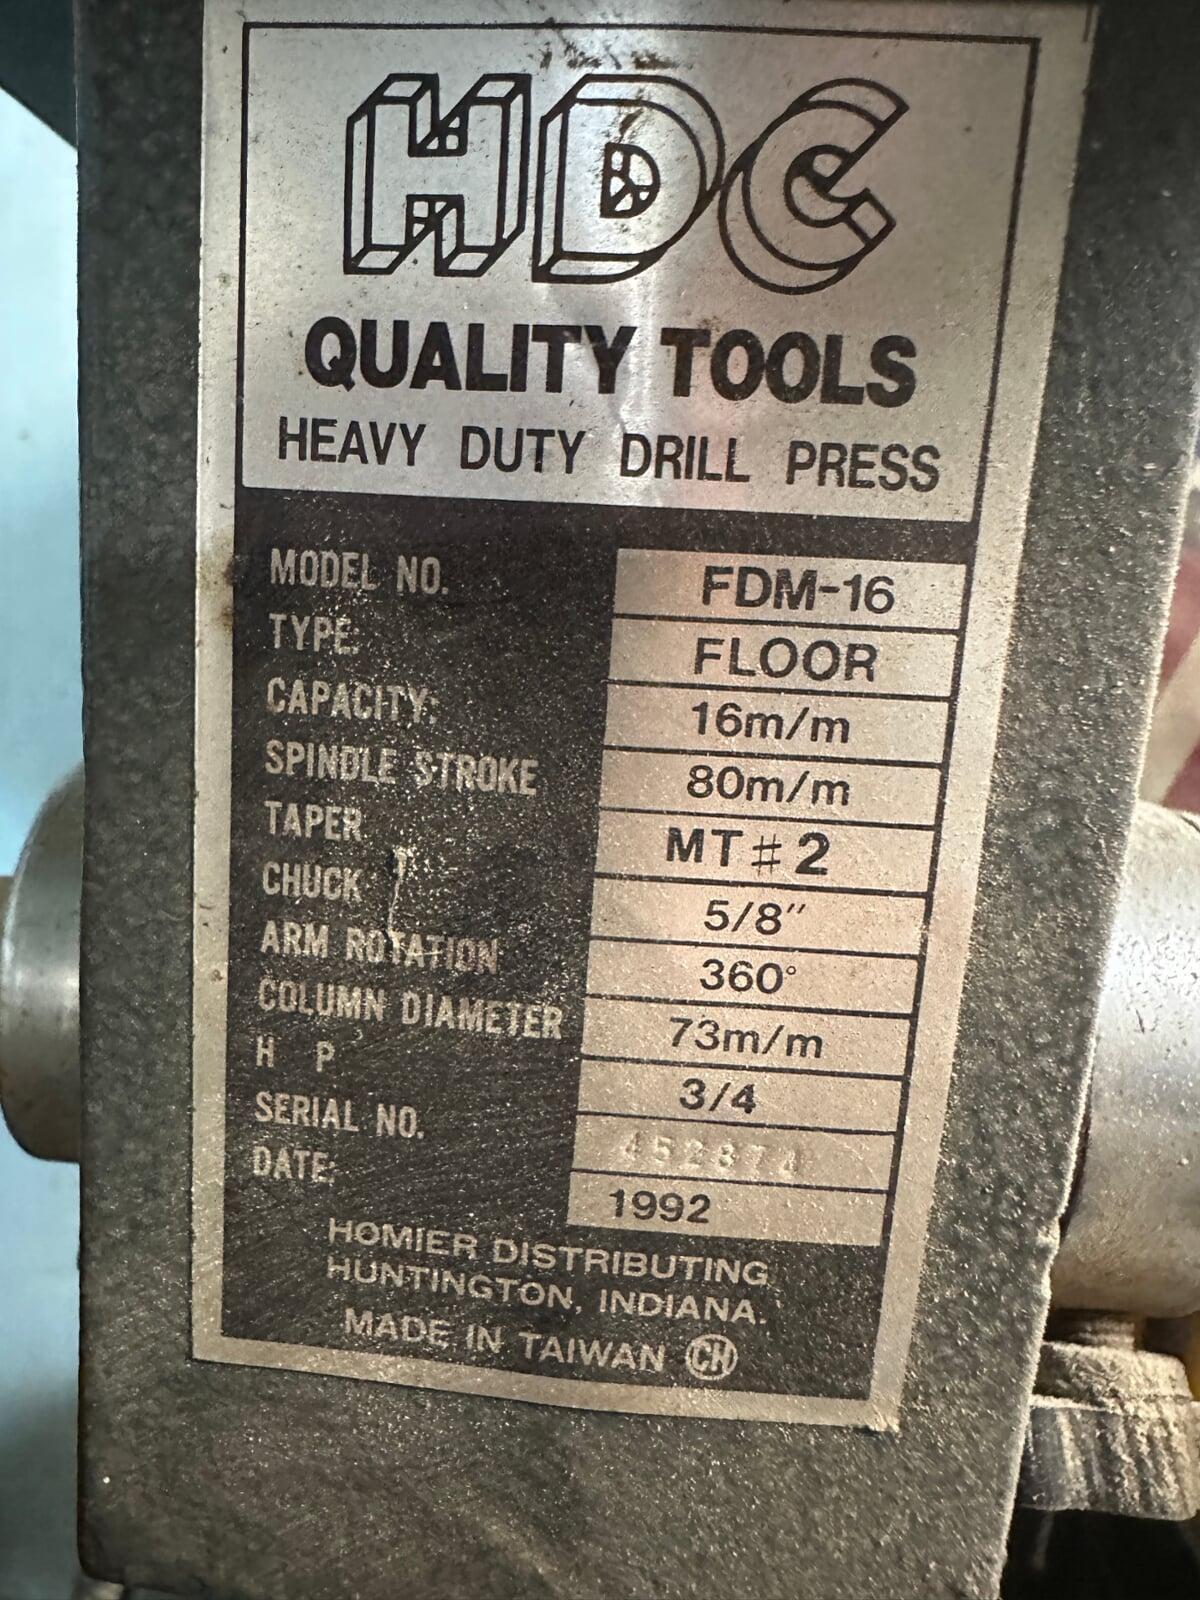 HDC
QUALITY TOOLS
HEAVY DUTY DRILL PRESS
MODEL NO. FDM-16
TYPE: FLOOR
CAPACITY: 16m/m
SPINDLE STROKE 80m/m
TAPER MT#2
CHUCK 5/8"
ARM ROTATION 360°
COLUMN DIAMETER 73m/m
H P 3/4
SERIAL NO. 452874
DATE: 1992
HOMIER DISTRIBUTING
HUNTINGTON, INDIANA.
MADE IN TAIWAN CH